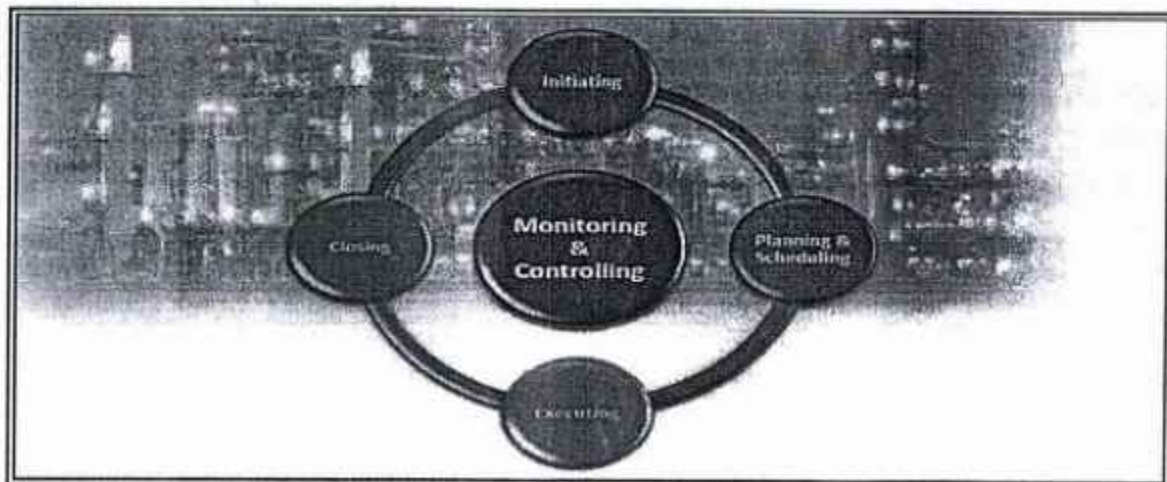 Initiating
Monitoring
&
Controlling
Closing
Planning &
Scheduling
Executing